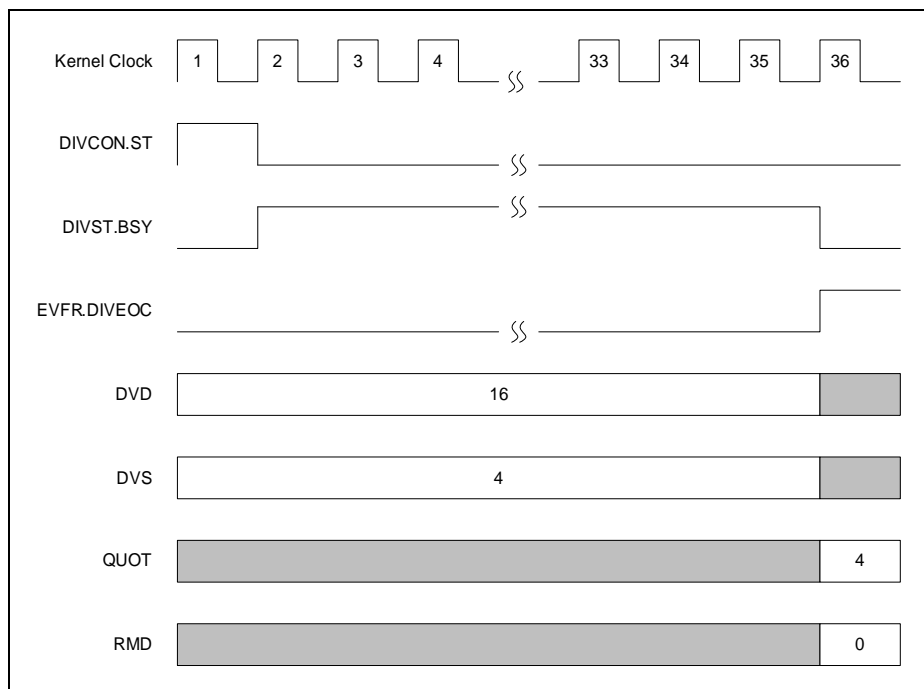 Kernel Clock 1 2 3 4 33 34 35 36
DIVCON.ST
DIVST.BSY
EVFR.DIVEOC
DVD 16
DVS 4
QUOT 4
RMD 0